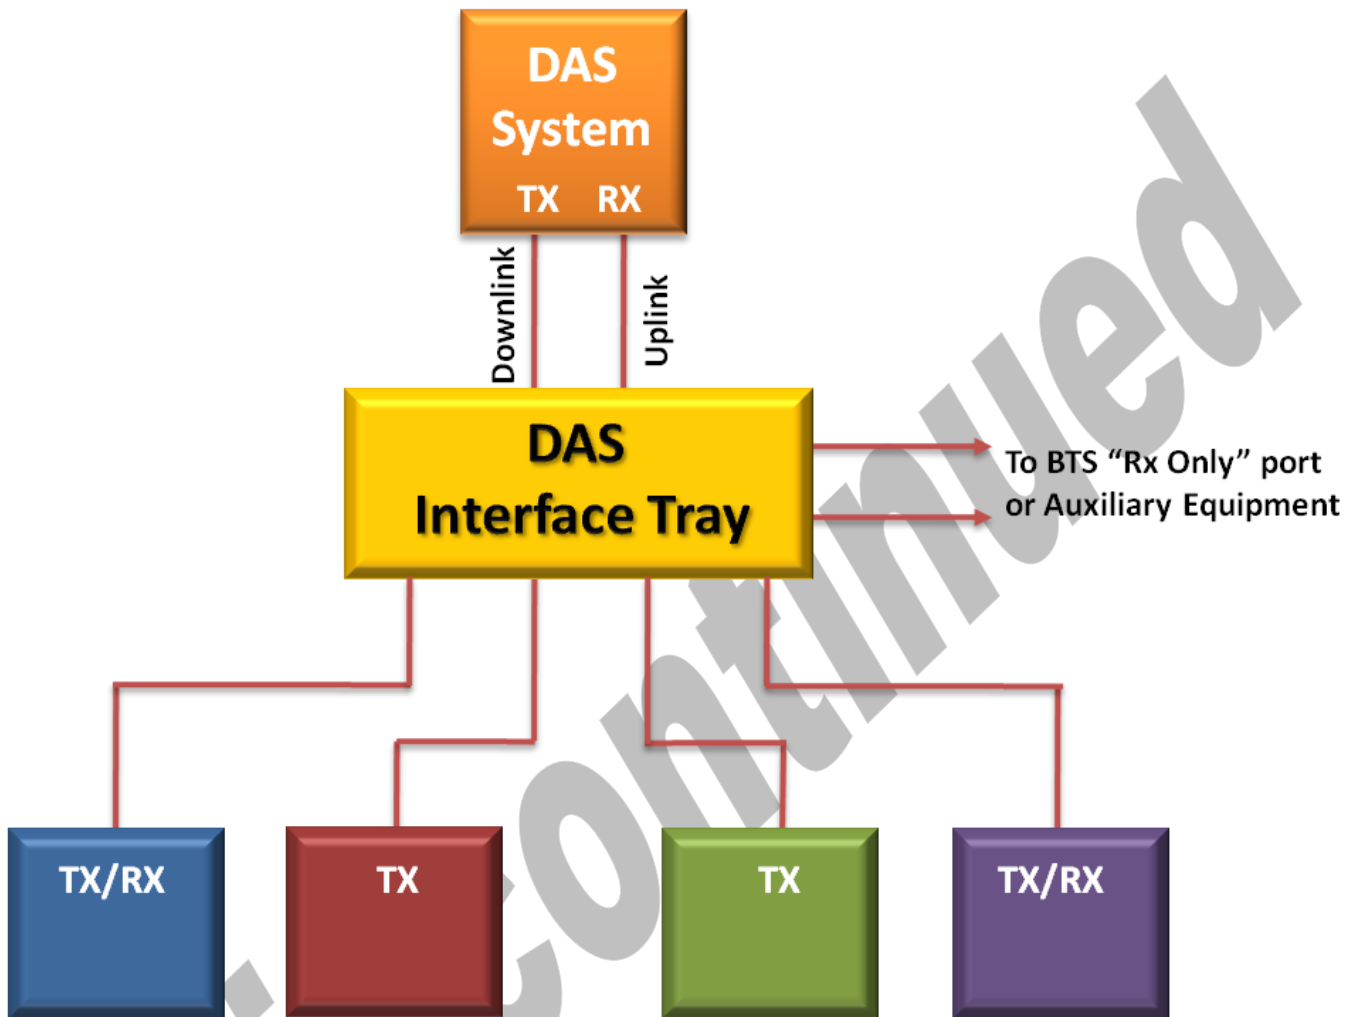 DAS
System
TX RX
Downlink
Uplink
DAS
Interface Tray
To BTS “Rx Only” port
or Auxiliary Equipment
TX/RX
TX
TX
TX/RX
continued